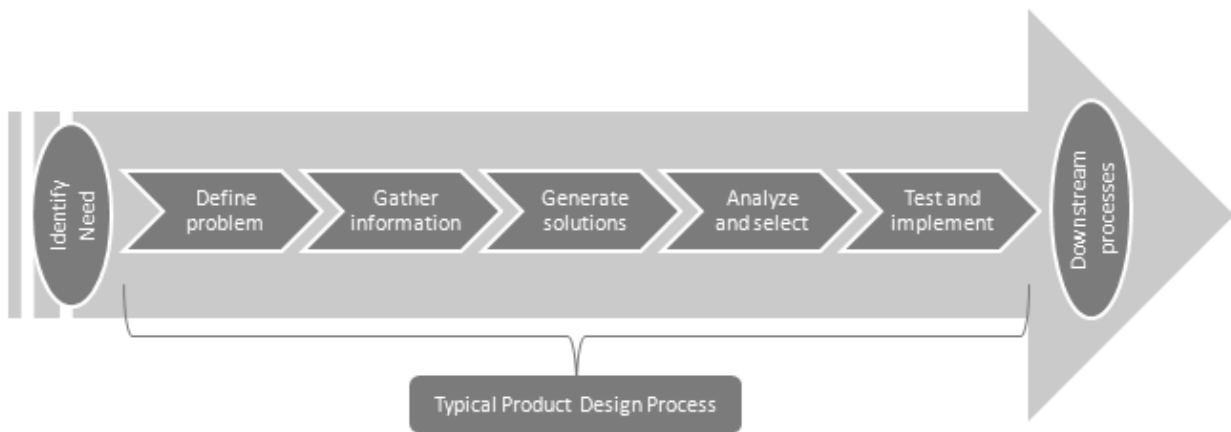 Identify
Need
Define
problem
Gather
information
Generate
solutions
Analyze
and select
Test and
implement
Downstream
processes
Typical Product Design Process